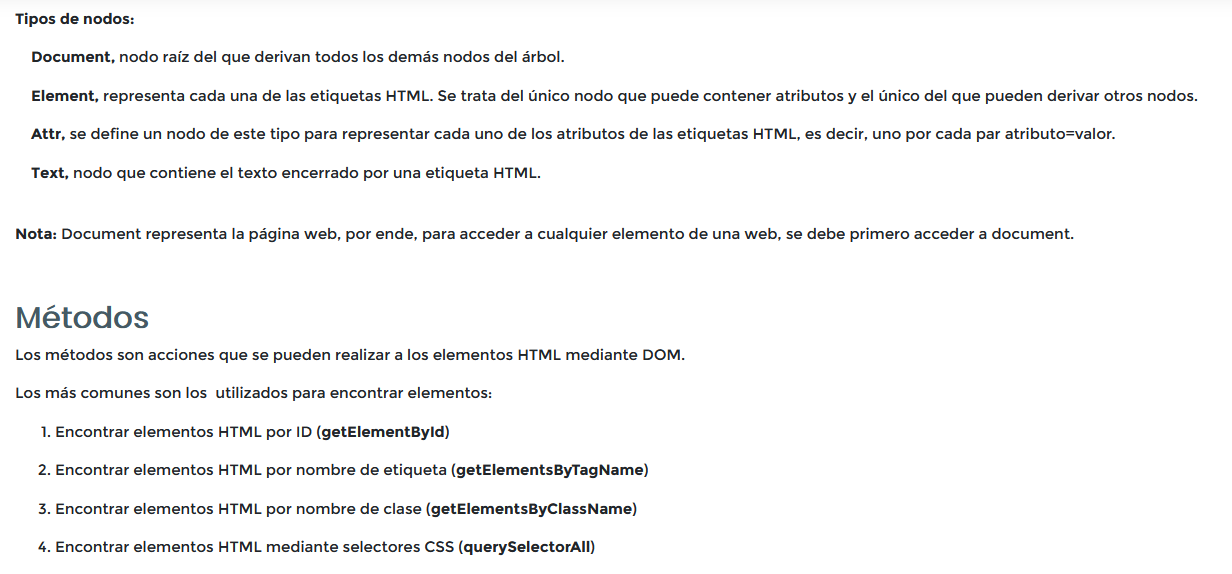 Tipos de nodos:
Document, nodo raíz del que derivan todos los demás nodos del árbol.
Element, representa cada una de las etiquetas HTML. Se trata del único nodo que puede contener atributos y el único del que pueden derivar otros nodos.
Attr, se define un nodo de este tipo para representar cada uno de los atributos de las etiquetas HTML, es decir, uno por cada par atributo=valor.
Text, nodo que contiene el texto encerrado por una etiqueta HTML.
Nota: Document representa la página web, por ende, para acceder a cualquier elemento de una web, se debe primero acceder a document.
Métodos
Los métodos son acciones que se pueden realizar a los elementos HTML mediante DOM.
Los más comunes son los  utilizados para encontrar elementos:
1. Encontrar elementos HTML por ID (getElementById)
2. Encontrar elementos HTML por nombre de etiqueta (getElementsByTagName)
3. Encontrar elementos HTML por nombre de clase (getElementsByClassName)
4. Encontrar elementos HTML mediante selectores CSS (querySelectorAll)